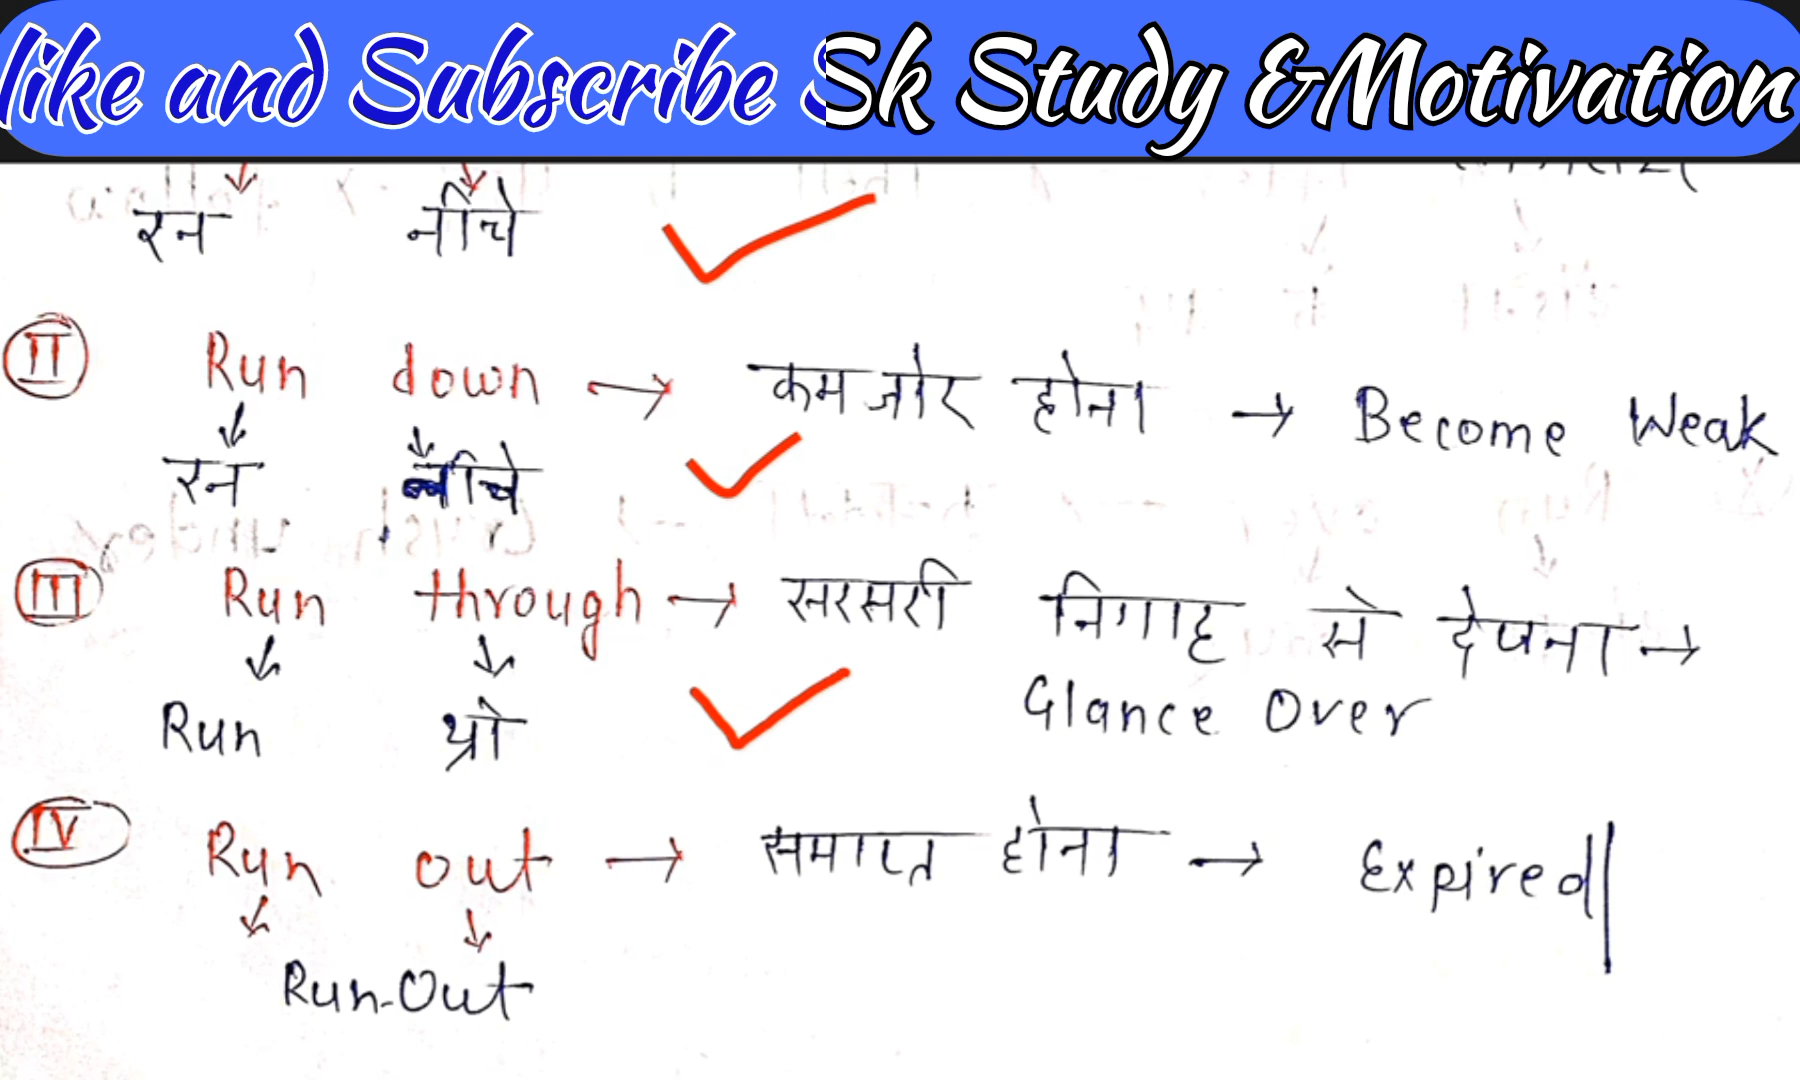 like and Subscribe S Sk Study &Motivation
रन नीचे
II Run down → कमजोर होना → Become Weak
रन नीचे
III Run through → सरसरी निगाह से देखना →
Run थ्रो Glance Over
IV Run out → समाप्त होना → Expired
Run-Out